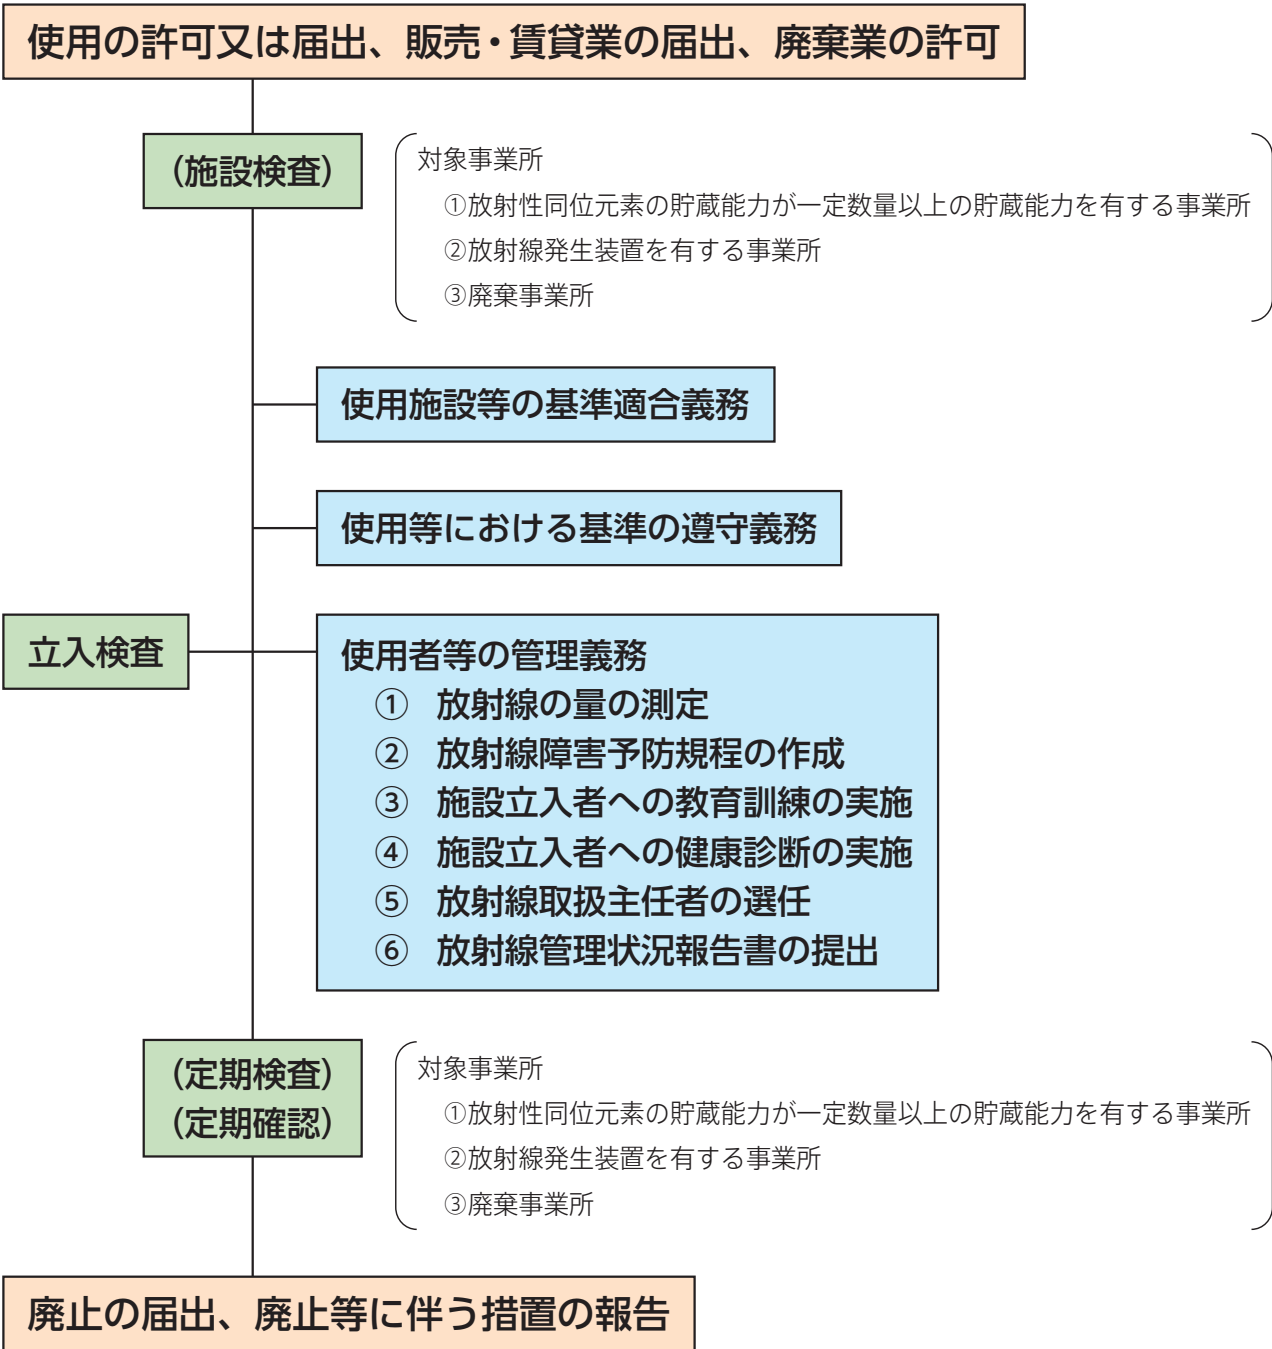 使用の許可又は届出、販売・賃貸業の届出、廃棄業の許可
（施設検査）
対象事業所
①放射性同位元素の貯蔵能力が一定数量以上の貯蔵能力を有する事業所
②放射線発生装置を有する事業所
③廃棄事業所
使用施設等の基準適合義務
使用等における基準の遵守義務
立入検査
使用者等の管理義務
① 放射線の量の測定
② 放射線障害予防規程の作成
③ 施設立入者への教育訓練の実施
④ 施設立入者への健康診断の実施
⑤ 放射線取扱主任者の選任
⑥ 放射線管理状況報告書の提出
（定期検査）
（定期確認）
対象事業所
①放射性同位元素の貯蔵能力が一定数量以上の貯蔵能力を有する事業所
②放射線発生装置を有する事業所
③廃棄事業所
廃止の届出、廃止等に伴う措置の報告